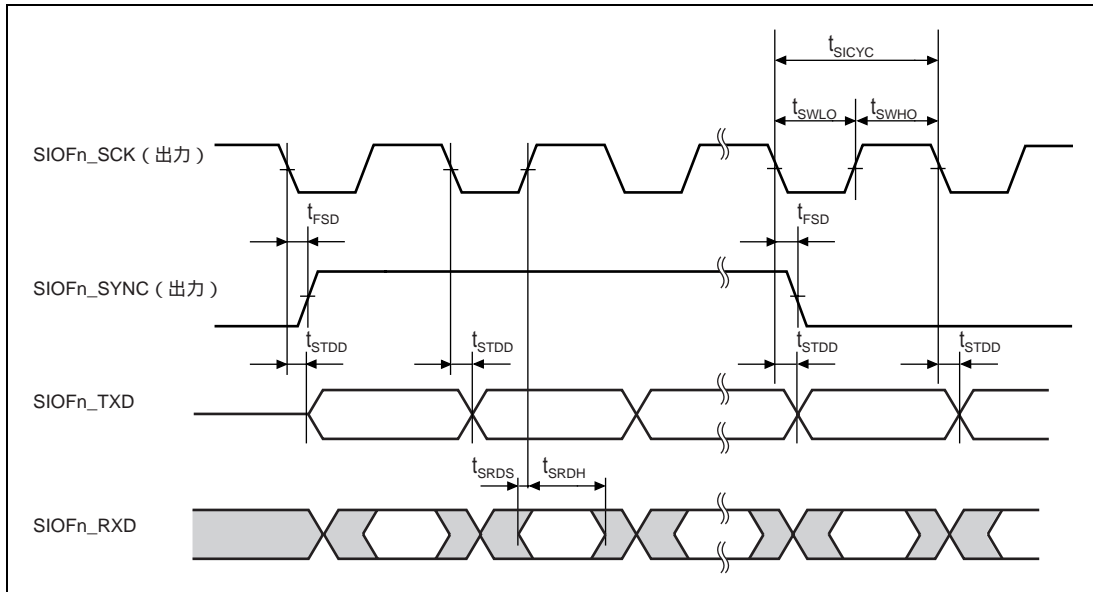 tSICYC
tSWLO tSWHO
SIOFn_SCK（出力）
tFSD tFSD
SIOFn_SYNC（出力）
tSTDD tSTDD tSTDD tSTDD
SIOFn_TXD
tSRDS tSRDH
SIOFn_RXD